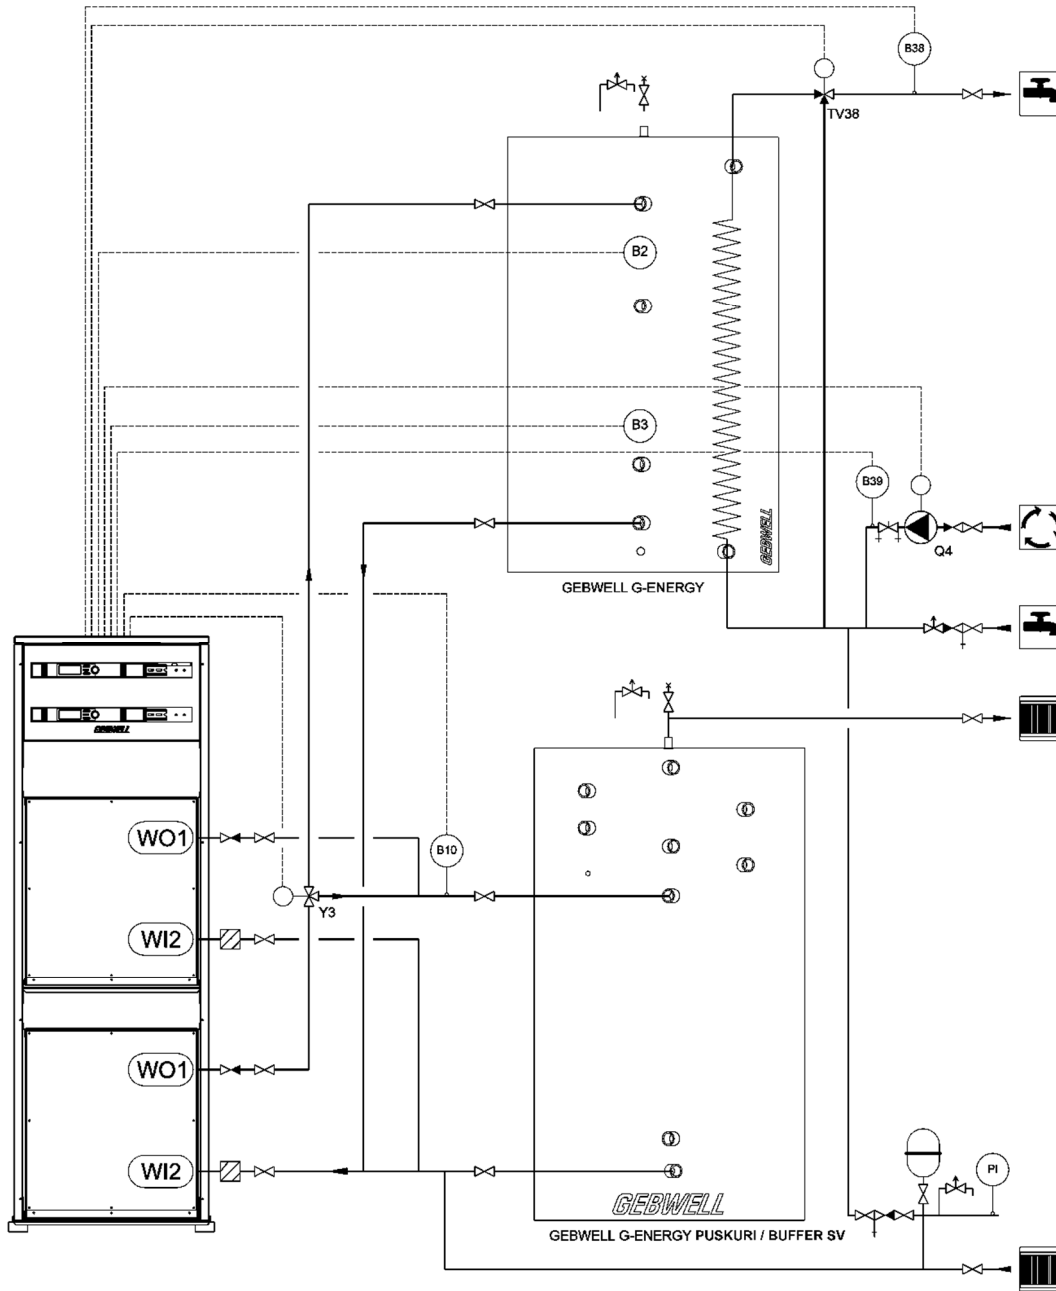 B38
TV38
B2
B3
B39
GEBWELL
Q4
GEBWELL G-ENERGY
GEBWELL
WO1
B10
Y3
WI2
WO1
WI2
PI
GEBWELL
GEBWELL G-ENERGY PUSKURI / BUFFER SV